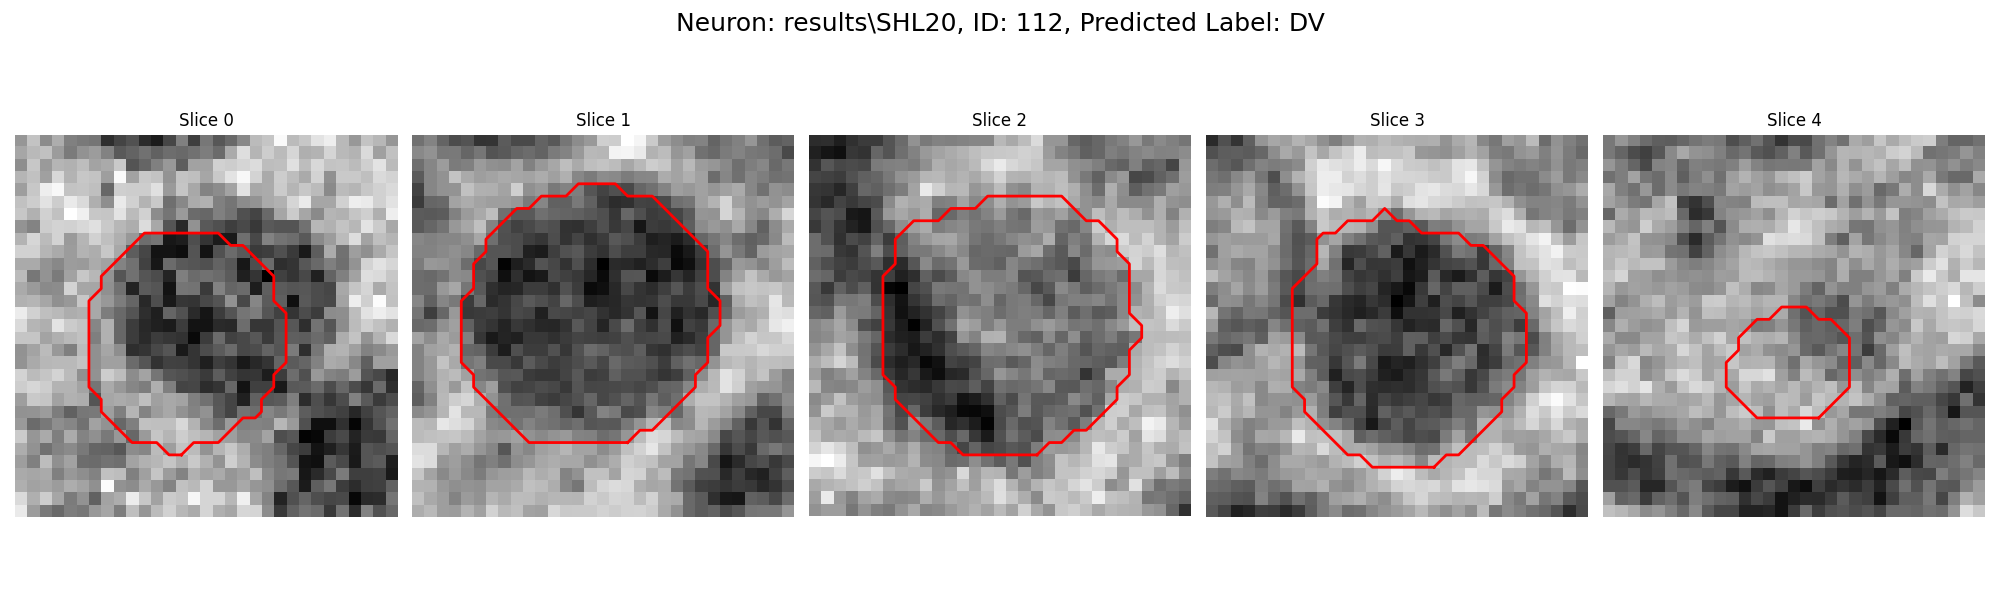 Neuron: results\SHL20, ID: 112, Predicted Label: DV
Slice 0
Slice 1
Slice 2
Slice 3
Slice 4